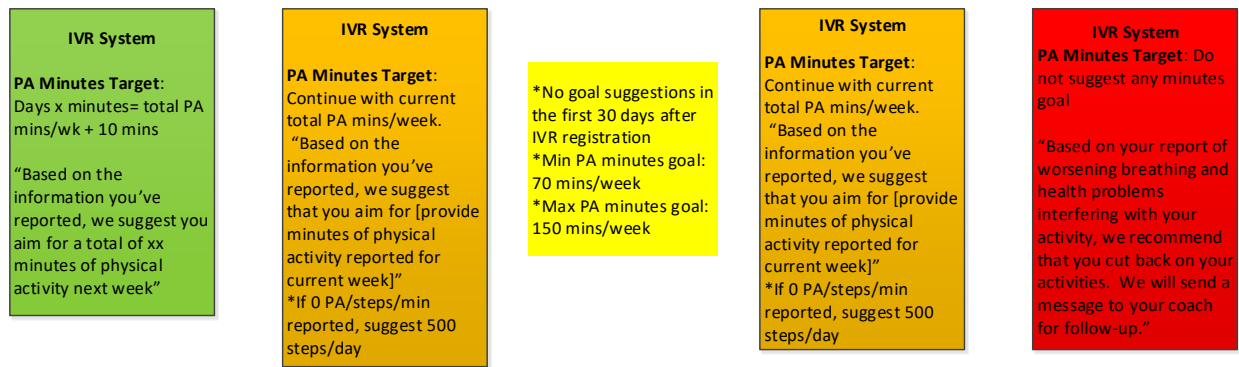 IVR System
PA Minutes Target:
Days x minutes= total PA
mins/wk + 10 mins
“Based on the
information you’ve
reported, we suggest you
aim for a total of xx
minutes of physical
activity next week”
IVR System
PA Minutes Target:
Continue with current
total PA mins/week.
“Based on the
information you’ve
reported, we suggest
that you aim for [provide
minutes of physical
activity reported for
current week]”
*If 0 PA/steps/min
reported, suggest 500
steps/day
*No goal suggestions in
the first 30 days after
IVR registration
*Min PA minutes goal:
70 mins/week
*Max PA minutes goal:
150 mins/week
IVR System
PA Minutes Target:
Continue with current
total PA mins/week.
“Based on the
information you’ve
reported, we suggest
that you aim for [provide
minutes of physical
activity reported for
current week]”
*If 0 PA/steps/min
reported, suggest 500
steps/day
IVR System
PA Minutes Target: Do
not suggest any minutes
goal
“Based on your report of
worsening breathing and
health problems
interfering with your
activity, we recommend
that you cut back on your
activities.  We will send a
message to your coach
for follow-up.”